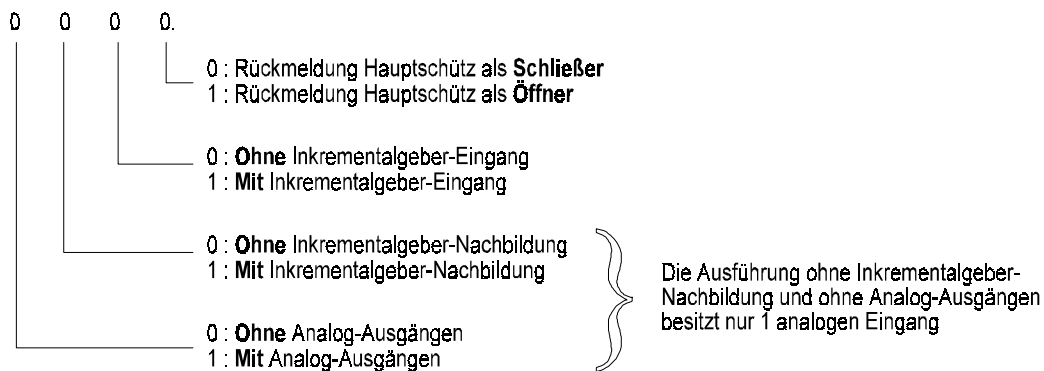 0 0 0 0.
0 : Rückmeldung Hauptschütz als Schließer
1 : Rückmeldung Hauptschütz als Öffner
0 : Ohne Inkrementalgeber-Eingang
1 : Mit Inkrementalgeber-Eingang
0 : Ohne Inkrementalgeber-Nachbildung
1 : Mit Inkrementalgeber-Nachbildung
0 : Ohne Analog-Ausgängen
1 : Mit Analog-Ausgängen
Die Ausführung ohne Inkrementalgeber-
Nachbildung und ohne Analog-Ausgängen
besitzt nur 1 analogen Eingang